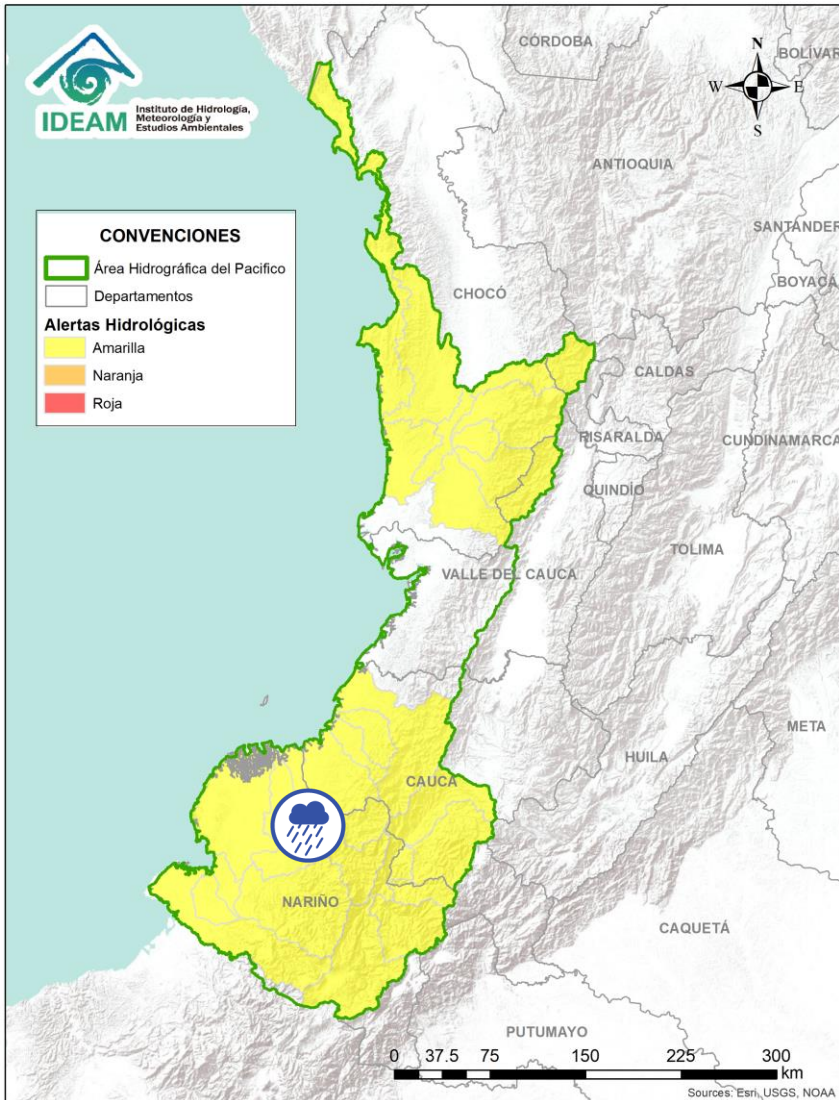 IDEAM
Instituto de Hidrología,
Meteorología y
Estudios Ambientales
N
W
E
S
CONVENCIONES
Área Hidrográfica del Pacifico
Departamentos
Alertas Hidrológicas
Amarilla
Naranja
Roja
CÓRDOBA
BOLÍVAR
ANTIOQUIA
SANTANDER
BOYACÁ
CHOCÓ
CALDAS
RISARALDA
CUNDINAMARCA
QUINDÍO
TOLIMA
VALLE DEL CAUCA
META
HUILA
CAUCA
NARIÑO
CAQUETÁ
PUTUMAYO
0 37.5 75 150 225 300
km
Sources: Esri, USGS, NOAA